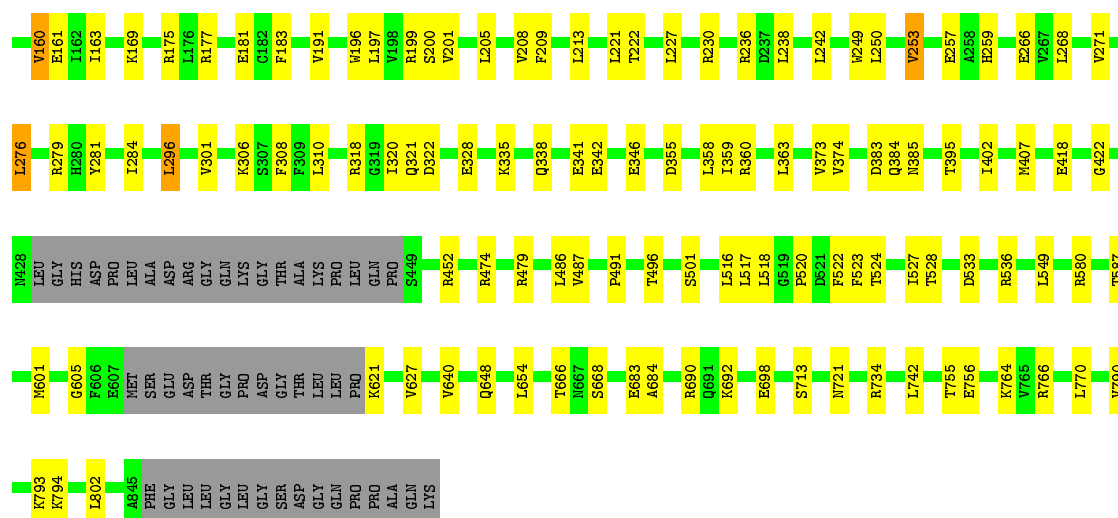 V160 E161 I162 I163 K169 R175 L176 R177 E181 C182 F183 V191 W196 L197 V198 R199 S200 V201 L205 V208 F209 L213 L221 T222 L227 R230 R236 D237 L238 L242 W249 L250 V253 E257 A258 H259 E266 V267 L268 V271
L276 R279 H280 Y281 I284 L296 V301 K306 S307 F308 F309 L310 R318 G319 I320 Q321 D322 E328 K335 Q338 E341 E342 E346 D355 L358 I359 R360 L363 V373 V374 D383 Q384 N385 T395 I402 M407 E418 G422
N428 LEU GLY HIS ASP PRO LEU ALA ASP ARG GLY GLN LYS GLY THR ALA LYS PRO LEU GLN PRO S449 R452 R474 R479 L486 V487 P491 T496 S501 L516 L517 L518 G519 P520 D521 F522 F523 T524 I527 T528 D533 R536 L549 R580
M601 G605 F606 E607 MET SER GLU ASP THR GLY PRO ASP GLY THR LEU LEU PRO K621 V627 V640 Q648 L654 T666 N667 S668 E683 A684 R690 Q691 K692 E698 S713 N721 R734 L742 T755 E756 K764 V765 R766 L770
K793 K794 L802 A845 PHE GLY LEU LEU GLY LEU GLY SER ASP GLY GLN PRO PRO ALA GLN LYS